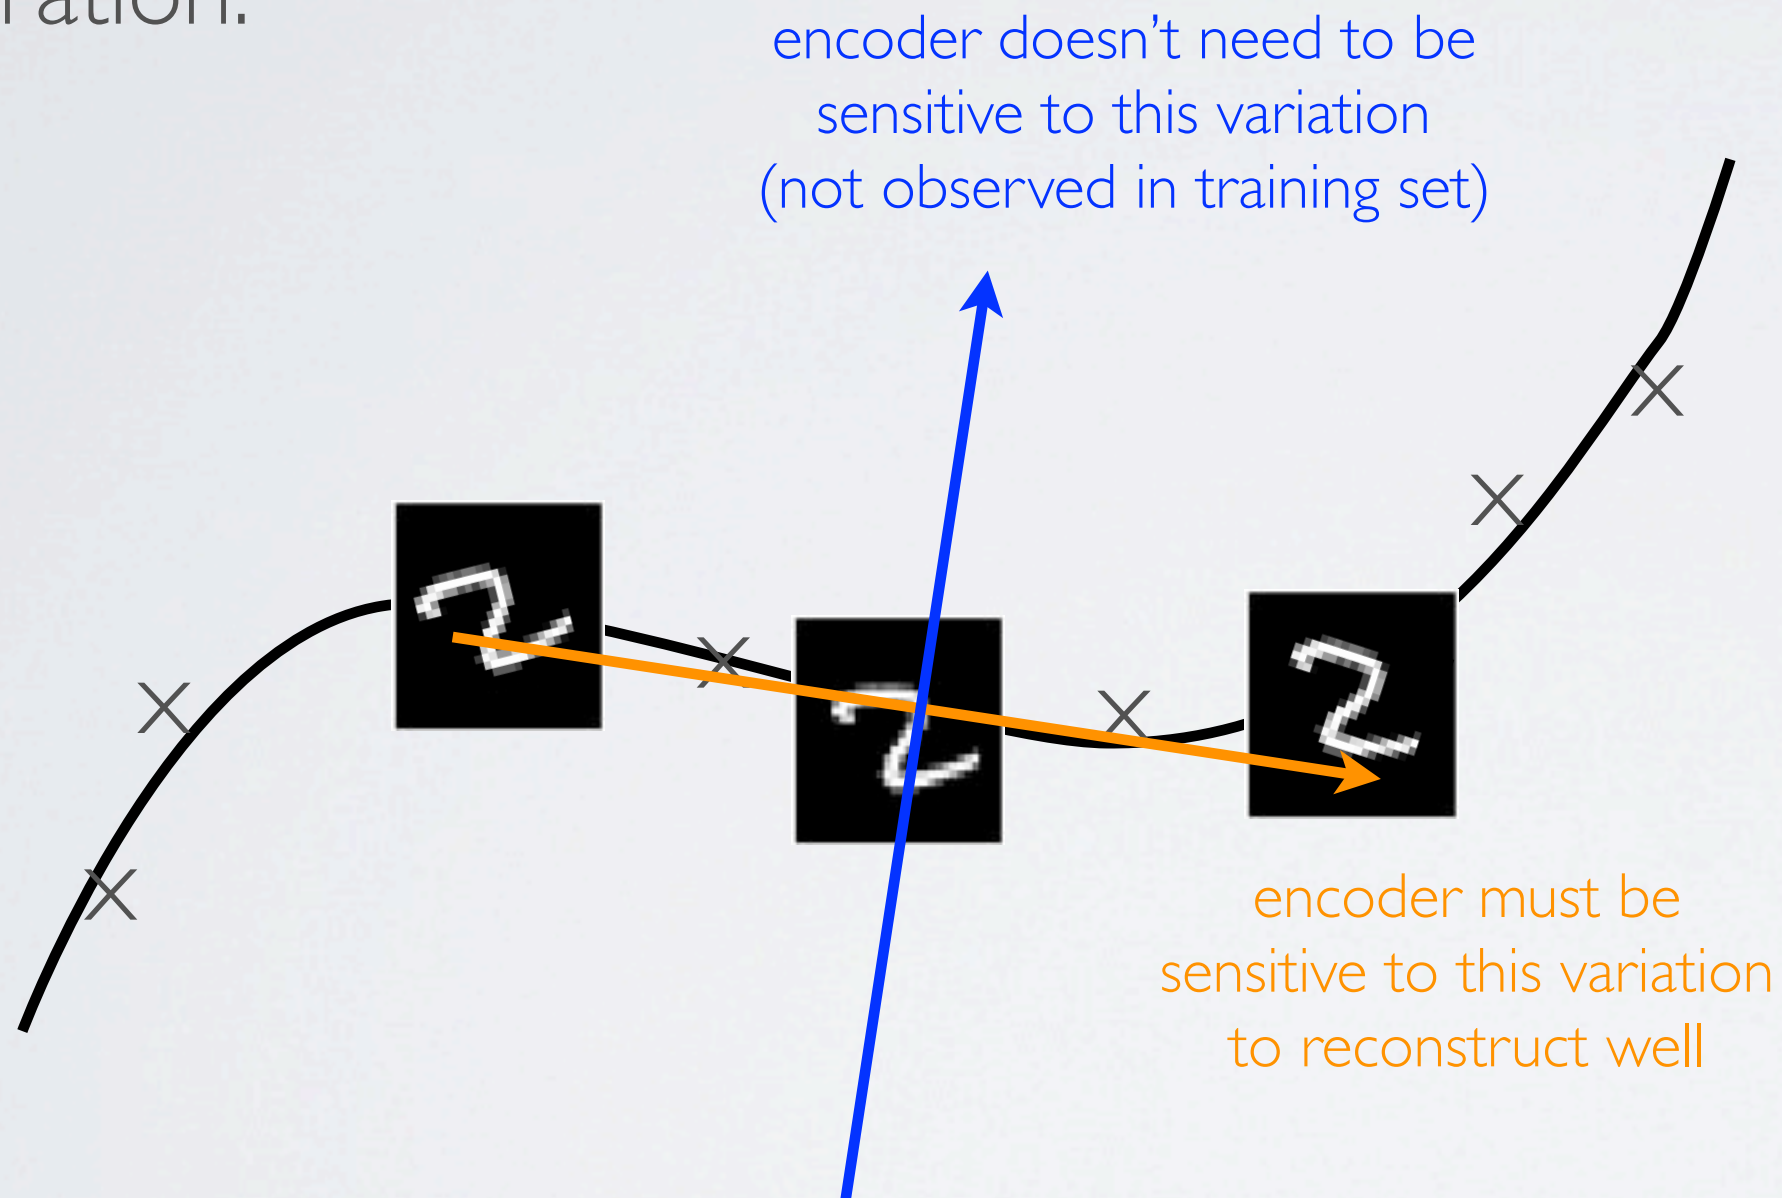 encoder doesn't need to be
sensitive to this variation
(not observed in training set)
encoder must be
sensitive to this variation
to reconstruct well